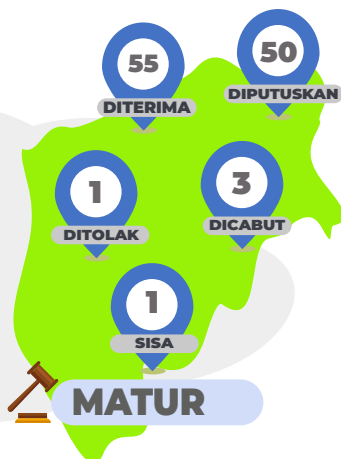 55
DITERIMA
50
DIPUTUSKAN
1
DITOLAK
3
DICABUT
1
SISA
MATUR